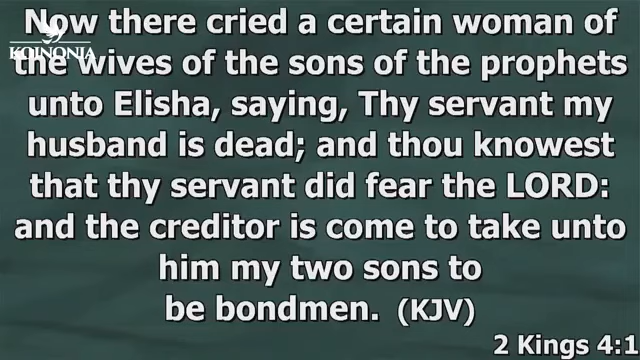 Now there cried a certain woman of
KOINONIA
the wives of the sons of the prophets
unto Elisha, saying, Thy servant my
husband is dead; and thou knowest
that thy servant did fear the LORD:
and the creditor is come to take unto
him my two sons to
be bondmen. (KJV)
2 Kings 4:1